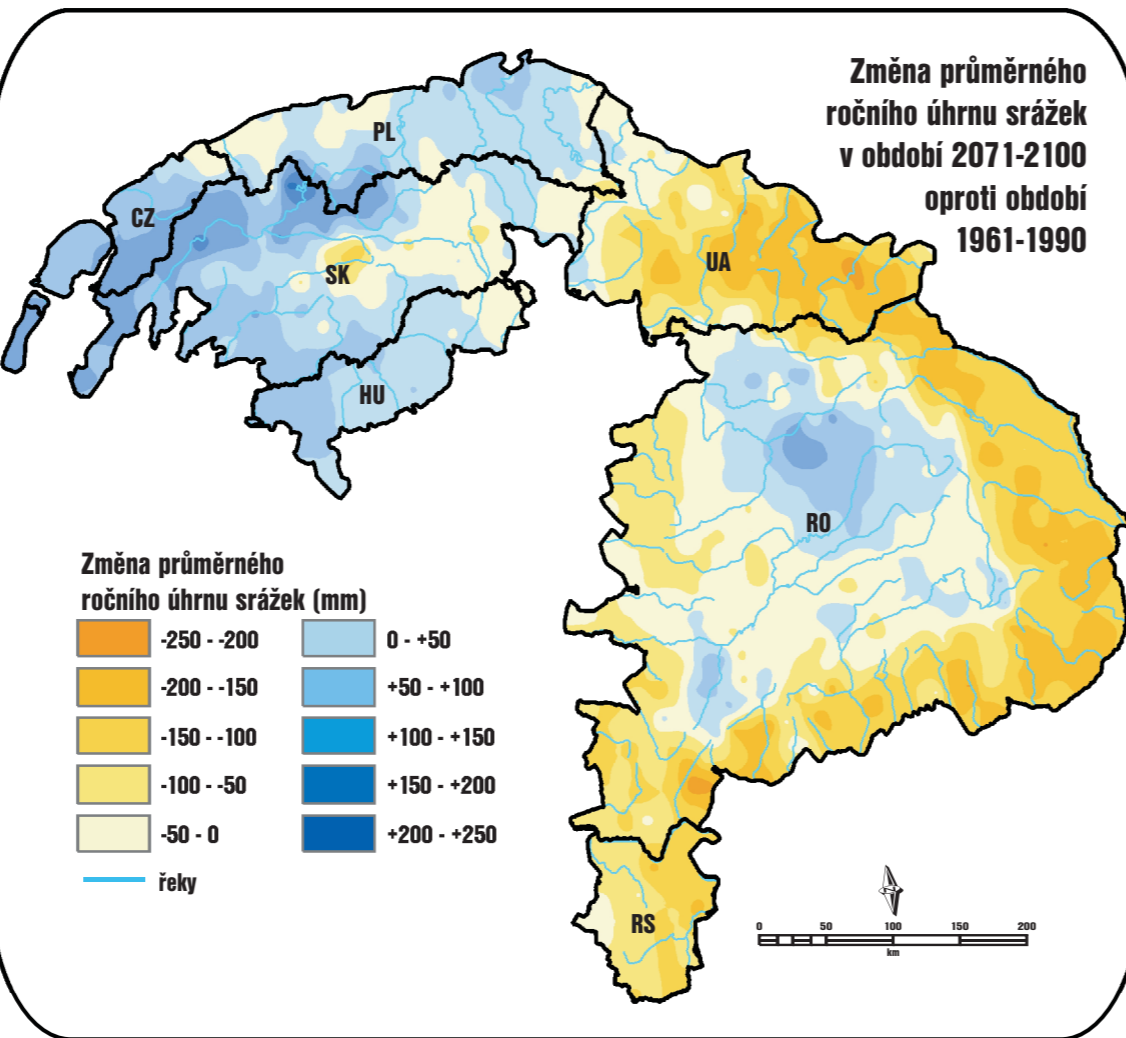 Změna průměrného
ročního úhrnu srážek
v období 2071-2100
oproti období
1961-1990
PL
CZ
SK
UA
HU
RO
RS
Změna průměrného
ročního úhrnu srážek (mm)
-250 - -200
-200 - -150
-150 - -100
-100 - -50
-50 - 0
0 - +50
+50 - +100
+100 - +150
+150 - +200
+200 - +250
řeky
0 50 100 150 200
km